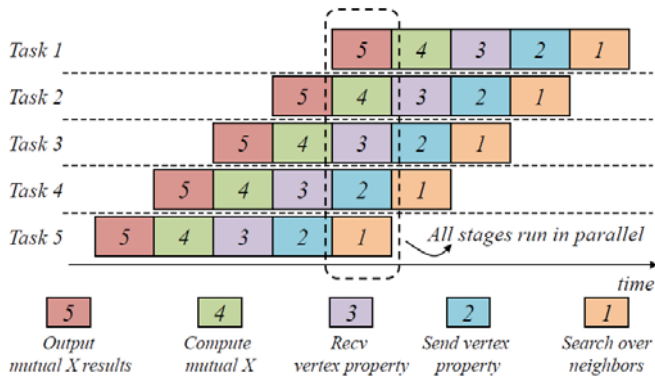 Task 1 5 4 3 2 1
Task 2 5 4 3 2 1
Task 3 5 4 3 2 1
Task 4 5 4 3 2 1
Task 5 5 4 3 2 1
All stages run in parallel
time
5 4 3 2 1
Output Compute Recv Send vertex Search over
mutual X results mutual X vertex property property neighbors